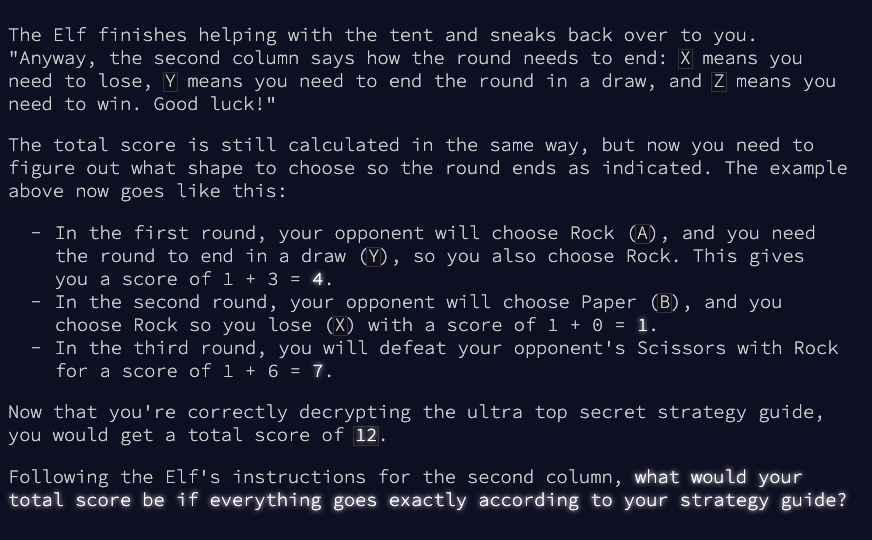 The Elf finishes helping with the tent and sneaks back over to you.
"Anyway, the second column says how the round needs to end: X means you
need to lose, Y means you need to end the round in a draw, and Z means you
need to win. Good luck!"
The total score is still calculated in the same way, but now you need to
figure out what shape to choose so the round ends as indicated. The example
above now goes like this:
- In the first round, your opponent will choose Rock (A), and you need
the round to end in a draw (Y), so you also choose Rock. This gives
you a score of 1 + 3 = 4.
- In the second round, your opponent will choose Paper (B), and you
choose Rock so you lose (X) with a score of 1 + 0 = 1.
- In the third round, you will defeat your opponent's Scissors with Rock
for a score of 1 + 6 = 7.
Now that you're correctly decrypting the ultra top secret strategy guide,
you would get a total score of 12.
Following the Elf's instructions for the second column, what would your
total score be if everything goes exactly according to your strategy guide?